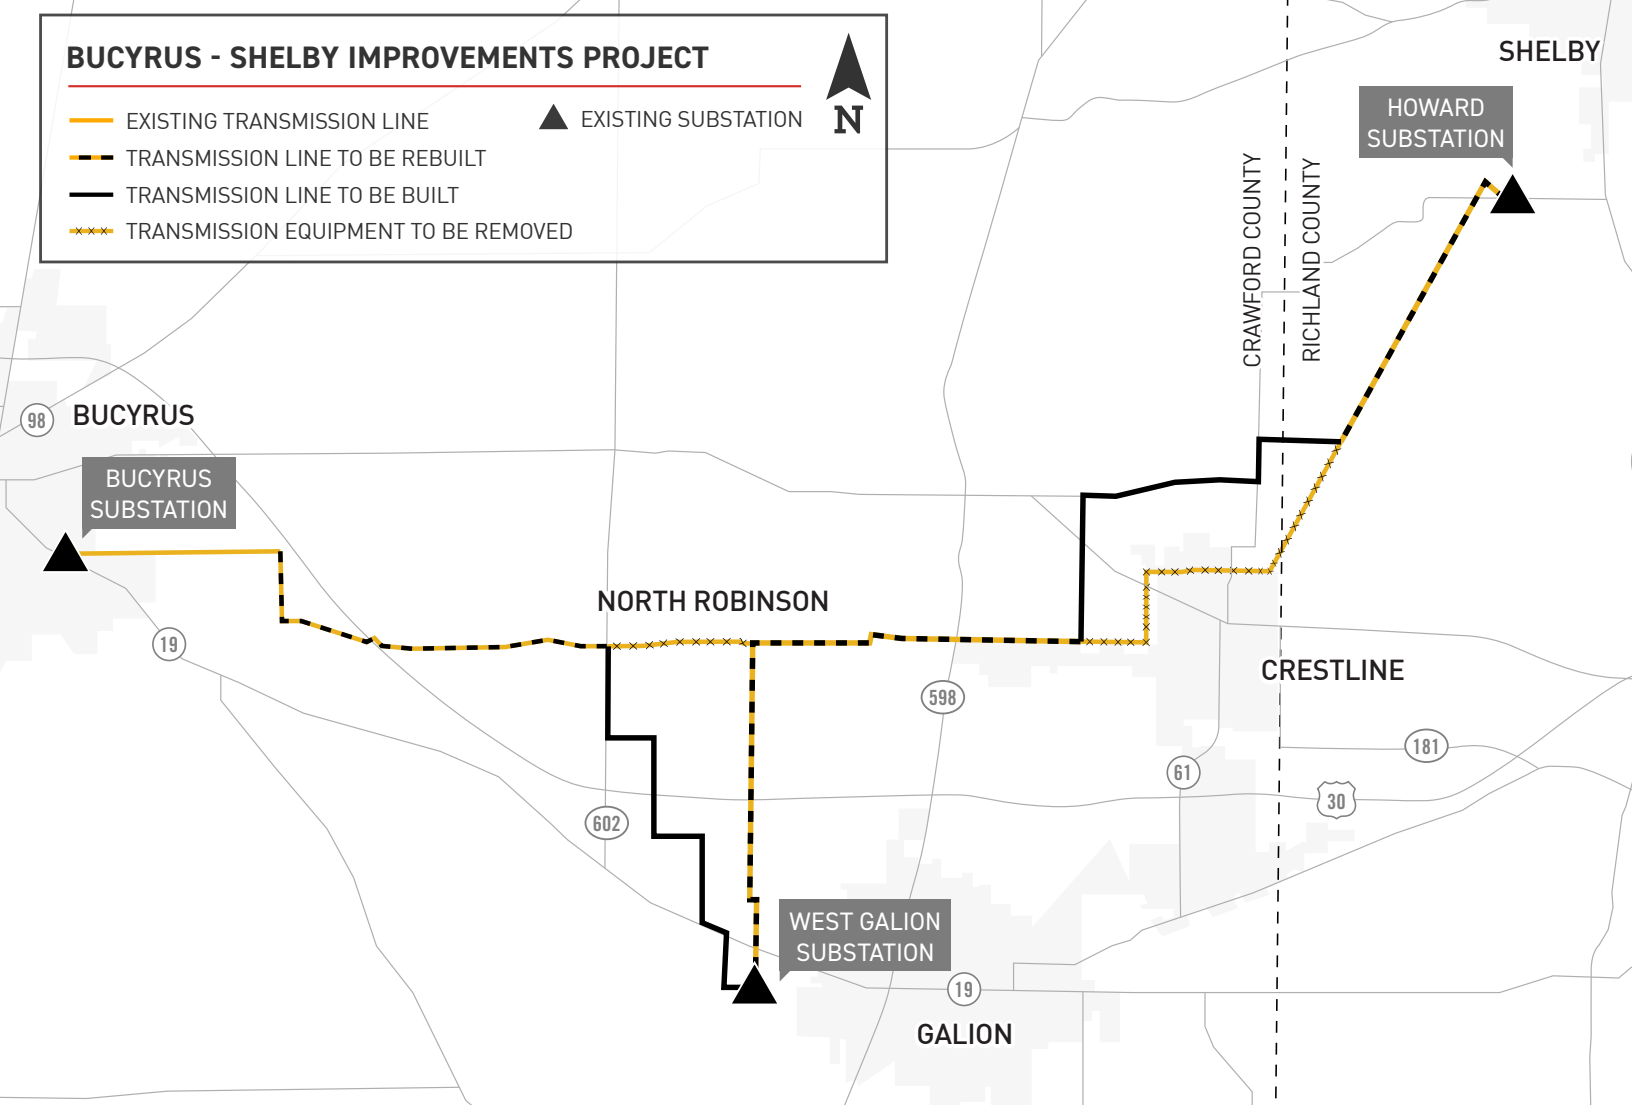 BUCYRUS - SHELBY IMPROVEMENTS PROJECT
EXISTING TRANSMISSION LINE
EXISTING SUBSTATION
TRANSMISSION LINE TO BE REBUILT
TRANSMISSION LINE TO BE BUILT
TRANSMISSION EQUIPMENT TO BE REMOVED
N
SHELBY
HOWARD
SUBSTATION
CRAWFORD COUNTY
RICHLAND COUNTY
98
BUCYRUS
BUCYRUS
SUBSTATION
19
NORTH ROBINSON
598
CRESTLINE
181
61
30
602
WEST GALION
SUBSTATION
19
GALION